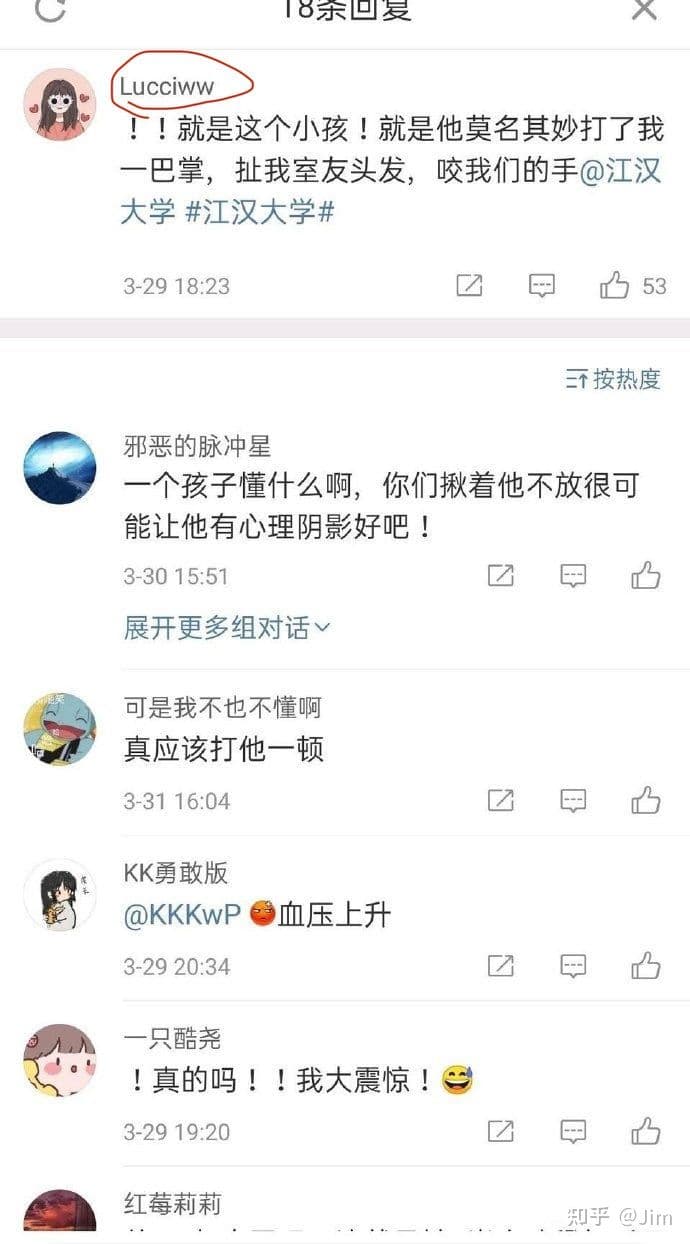 18条回复
Lucciww
！！就是这个小孩！就是他莫名其妙打了我
一巴掌，扯我室友头发，咬我们的手@江汉
大学 #江汉大学#
3-29 18:23
53
按热度
邪恶的脉冲星
一个孩子懂什么啊，你们揪着他不放很可
能让他有心理阴影好吧！
3-30 15:51
展开更多组对话
可是我不也不懂啊
真应该打他一顿
3-31 16:04
KK勇敢版
@KKKwP 血压上升
3-29 20:34
一只酷尧
！真的吗！！我大震惊！
3-29 19:20
红莓莉莉
知乎 @Jim